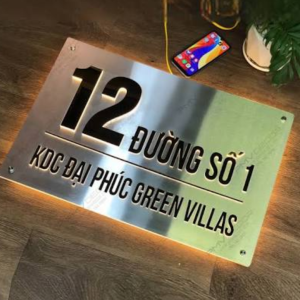 12 ĐƯỜNG SỐ 1
KDC ĐẠI PHÚC GREEN VILLAS